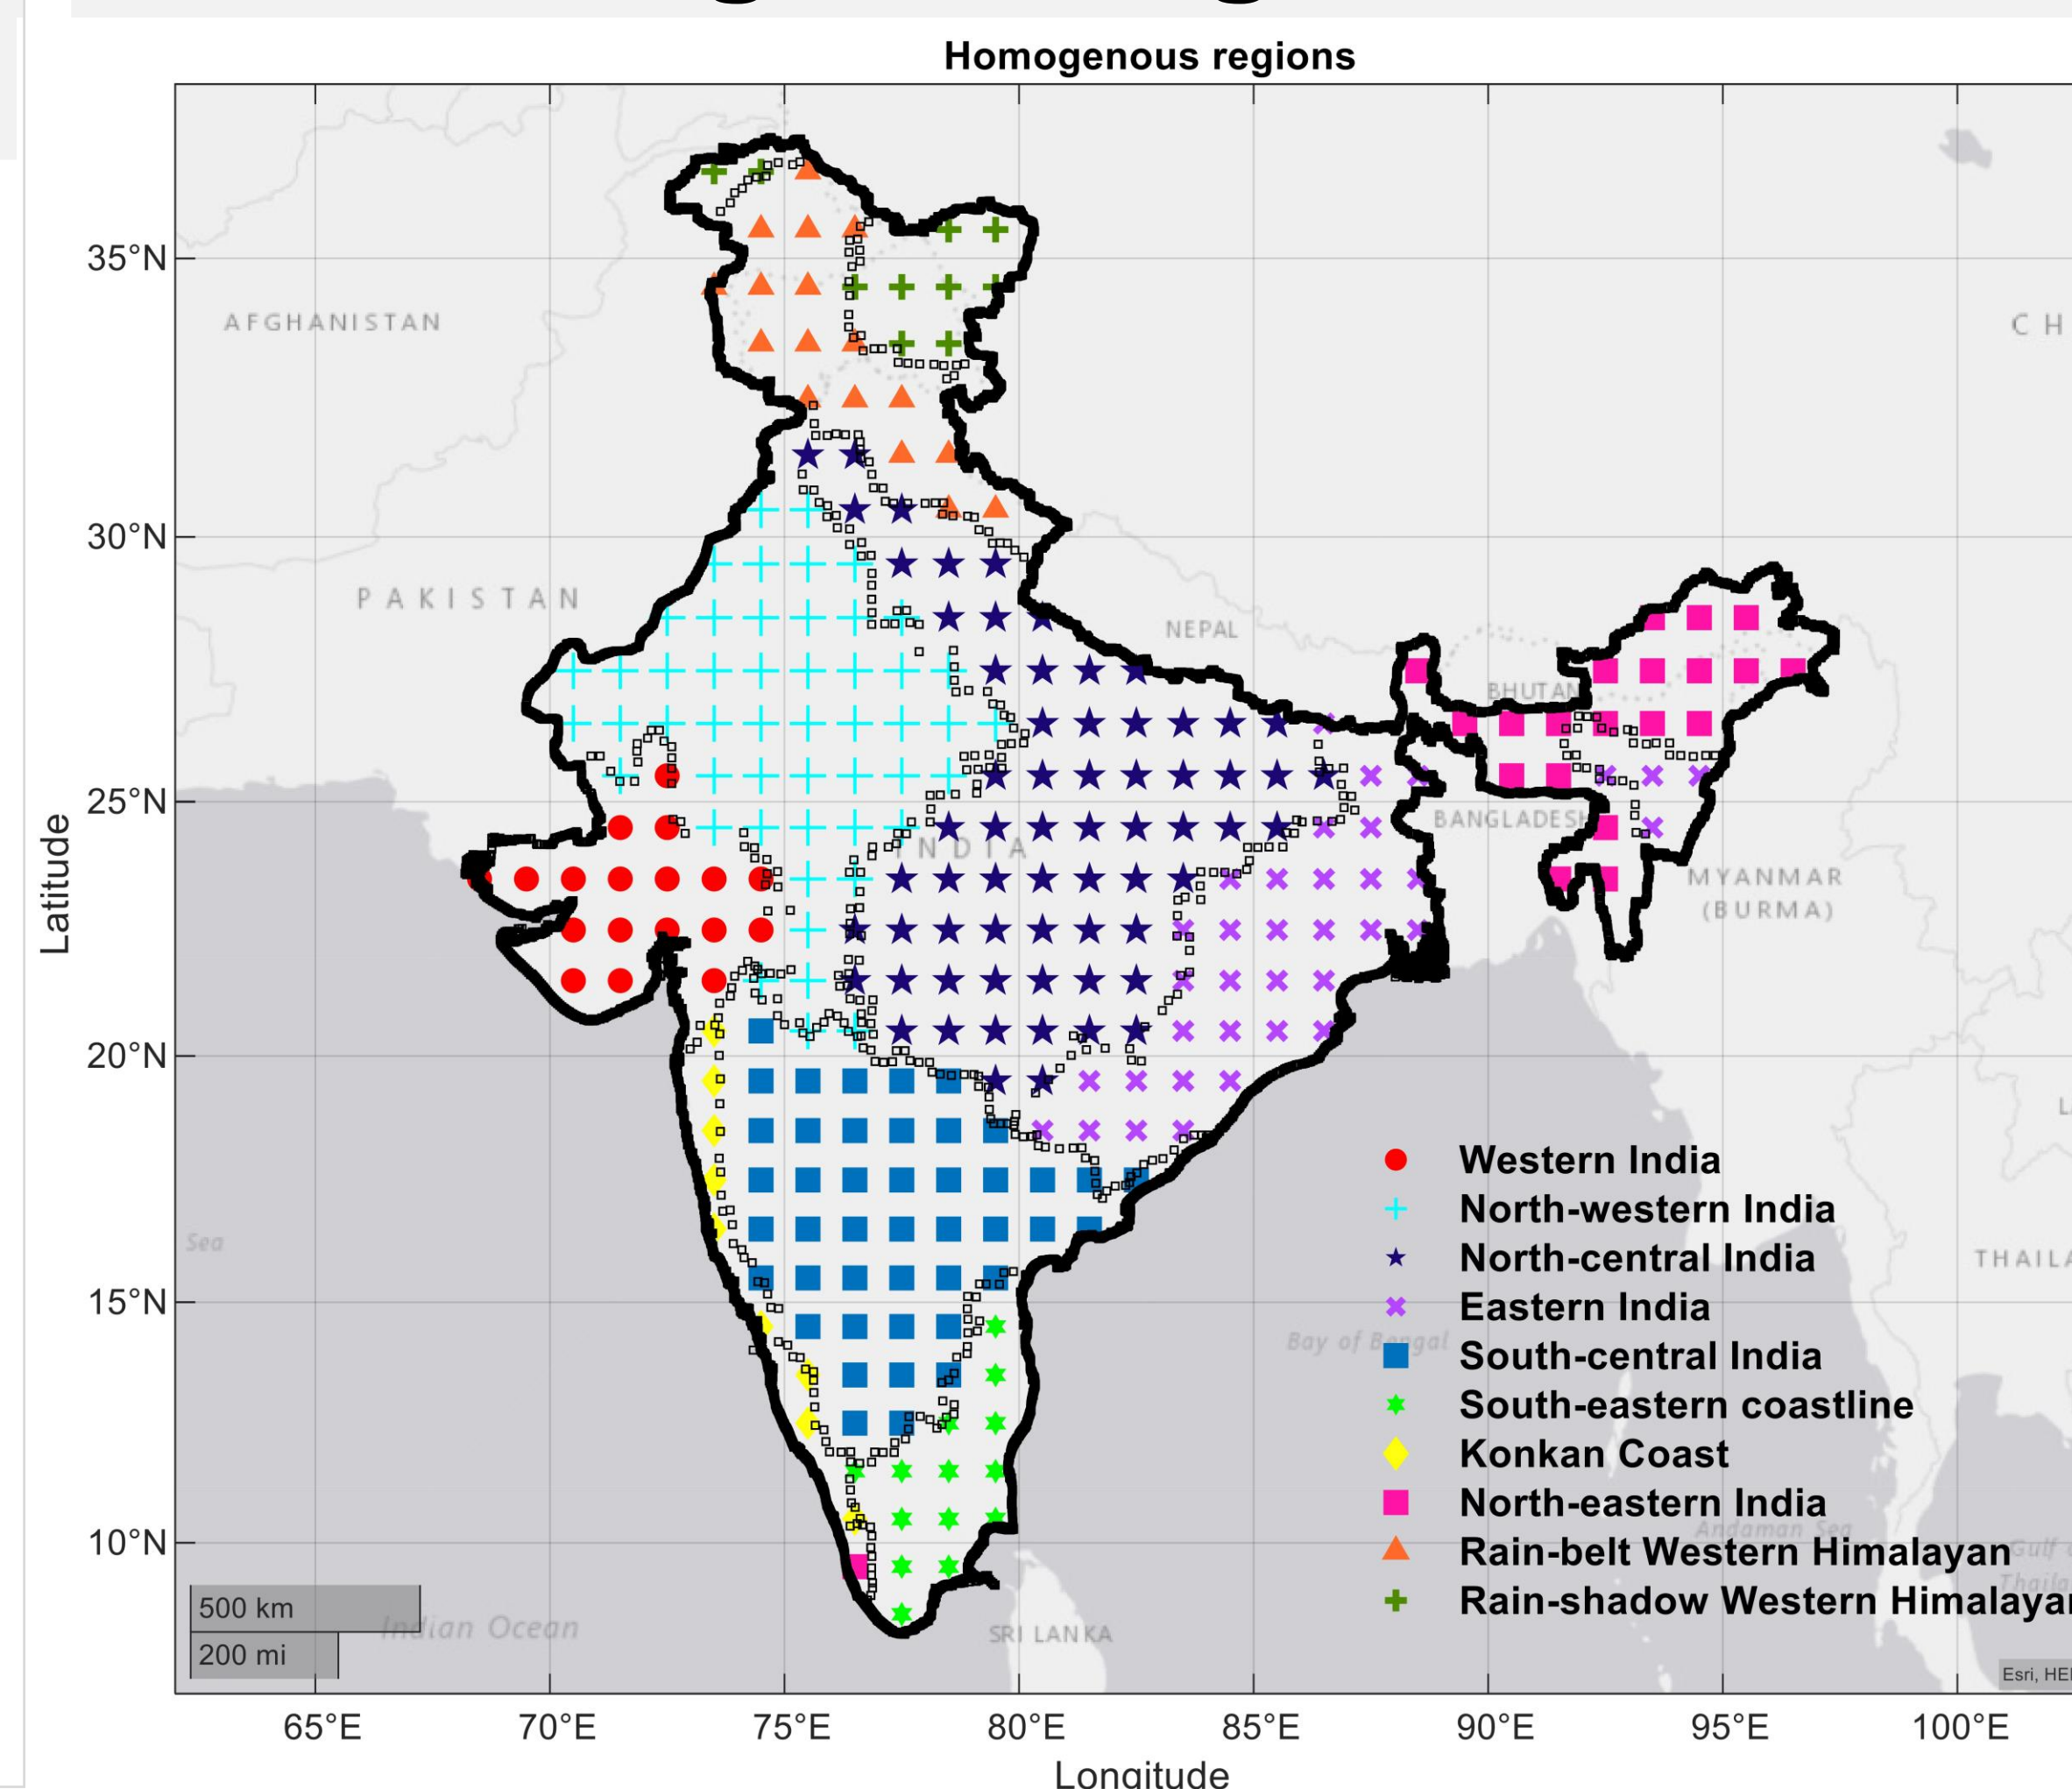 Homogenous regions
35°N
AFGHANISTAN
CH
30°N
PAKISTAN
NEPAL
BHUTAN
25°N
BANGLADESH
INDIA
MYANMAR
(BURMA)
Latitude
20°N
Western India
North-western India
Sea
North-central India
THAILA
15°N
Eastern India
Bay of Bengal
South-central India
South-eastern coastline
Konkan Coast
North-eastern India
Andaman Sea
10°N
Gulf
Rain-belt Western Himalayan
Rain-shadow Western Himalayan
500 km
Indian Ocean
SRI LANKA
200 mi
Esri, HE
65°E 70°E 75°E 80°E 85°E 90°E 95°E 100°E
Longitude